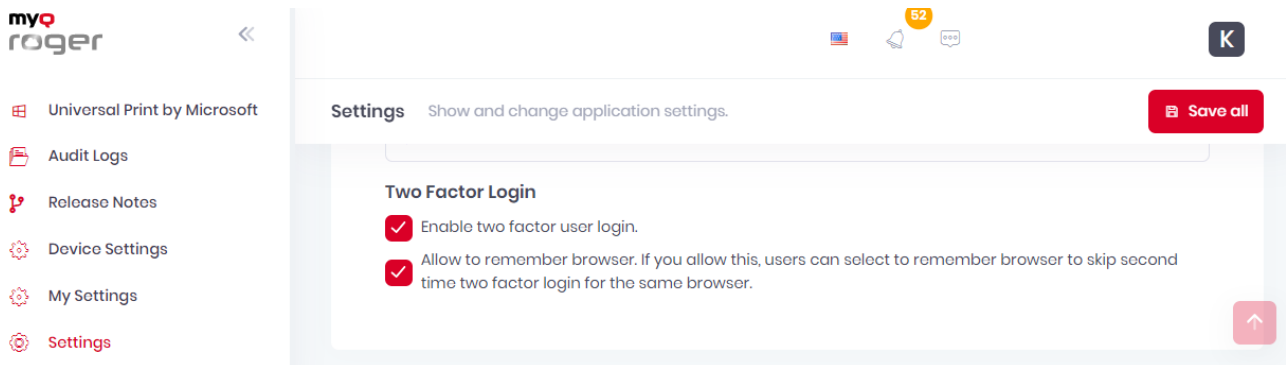 myQ
roger
52
K
Universal Print by Microsoft
Audit Logs
Release Notes
Device Settings
My Settings
Settings
Settings Show and change application settings.
Save all
Two Factor Login
Enable two factor user login.
Allow to remember browser. If you allow this, users can select to remember browser to skip second
time two factor login for the same browser.